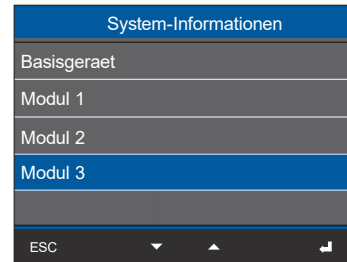 System-Informationen
Basisgeraet
Modul 1
Modul 2
Modul 3
ESC